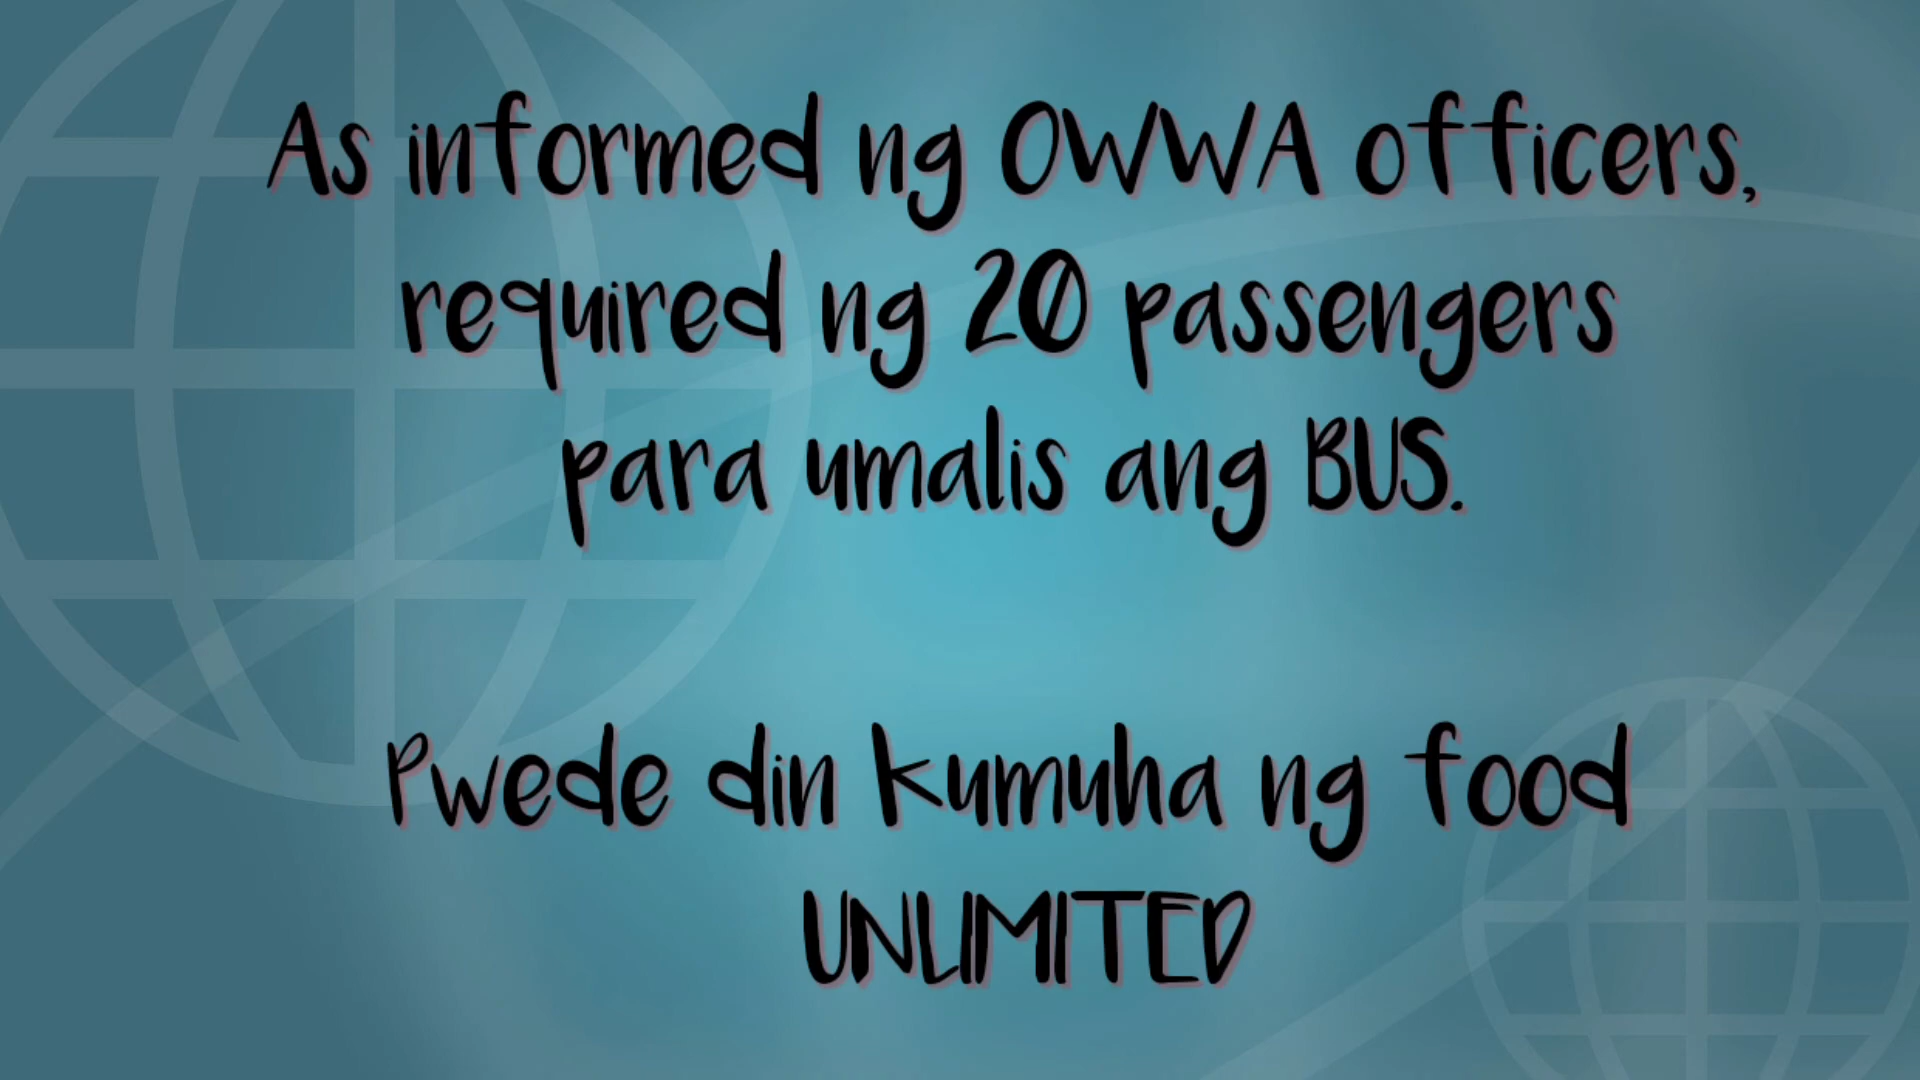 As informed ng OWWA officers,
required ng 20 passengers
para umalis ang BUS.
Pwede din kumuha ng food
UNLIMITED